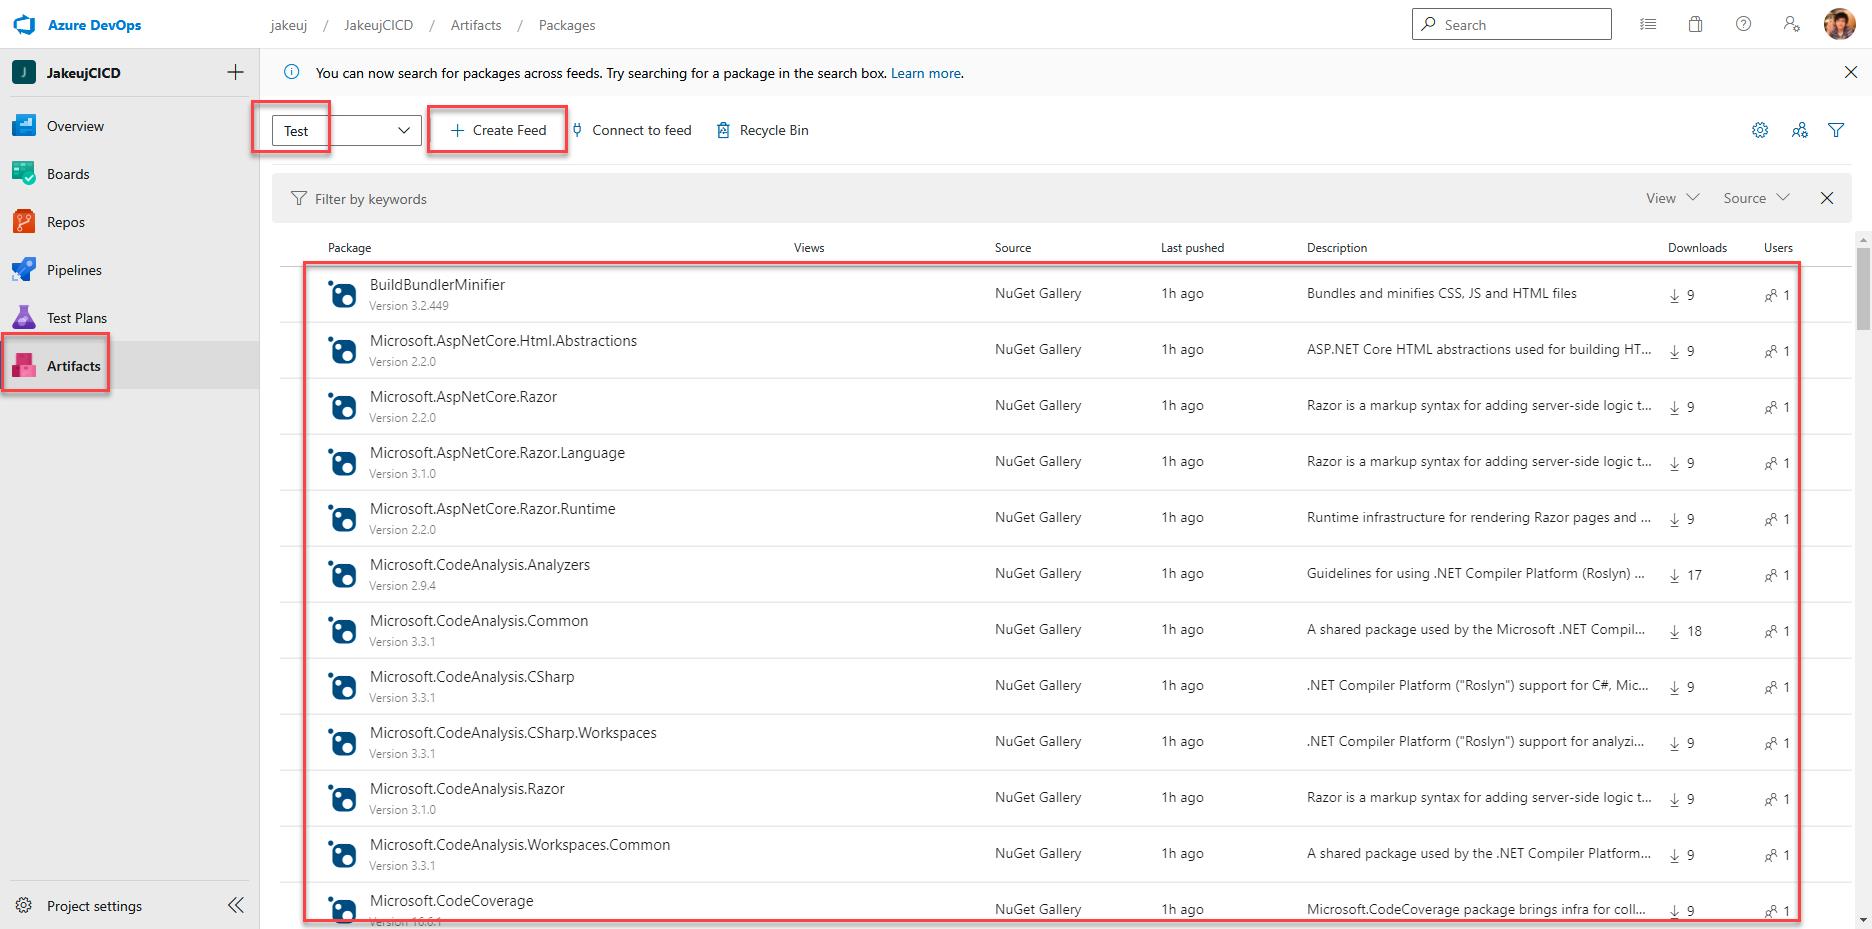 Azure DevOps
jakeuj / JakeujCICD / Artifacts / Packages
Search
J JakeujCICD
You can now search for packages across feeds. Try searching for a package in the search box. Learn more.
Overview
Boards
Repos
Pipelines
Test Plans
Artifacts
Project settings
Test
Create Feed
Connect to feed
Recycle Bin
Filter by keywords
View
Source
Package Views Source Last pushed Description Downloads Users
BuildBundlerMinifier
Version 3.2.449
NuGet Gallery 1h ago Bundles and minifies CSS, JS and HTML files 9 1
Microsoft.AspNetCore.Html.Abstractions
Version 2.2.0
NuGet Gallery 1h ago ASP.NET Core HTML abstractions used for building HT... 9 1
Microsoft.AspNetCore.Razor
Version 2.2.0
NuGet Gallery 1h ago Razor is a markup syntax for adding server-side logic t... 9 1
Microsoft.AspNetCore.Razor.Language
Version 3.1.0
NuGet Gallery 1h ago Razor is a markup syntax for adding server-side logic t... 9 1
Microsoft.AspNetCore.Razor.Runtime
Version 2.2.0
NuGet Gallery 1h ago Runtime infrastructure for rendering Razor pages and ... 9 1
Microsoft.CodeAnalysis.Analyzers
Version 2.9.4
NuGet Gallery 1h ago Guidelines for using .NET Compiler Platform (Roslyn) ... 17 1
Microsoft.CodeAnalysis.Common
Version 3.3.1
NuGet Gallery 1h ago A shared package used by the Microsoft .NET Compil... 18 1
Microsoft.CodeAnalysis.CSharp
Version 3.3.1
NuGet Gallery 1h ago .NET Compiler Platform ("Roslyn") support for C#, Mic... 9 1
Microsoft.CodeAnalysis.CSharp.Workspaces
Version 3.3.1
NuGet Gallery 1h ago .NET Compiler Platform ("Roslyn") support for analyzi... 9 1
Microsoft.CodeAnalysis.Razor
Version 3.1.0
NuGet Gallery 1h ago Razor is a markup syntax for adding server-side logic t... 9 1
Microsoft.CodeAnalysis.Workspaces.Common
Version 3.3.1
NuGet Gallery 1h ago A shared package used by the .NET Compiler Platform... 9 1
Microsoft.CodeCoverage
Version 16.6.1
NuGet Gallery 1h ago Microsoft.CodeCoverage package brings infra for coll... 9 1